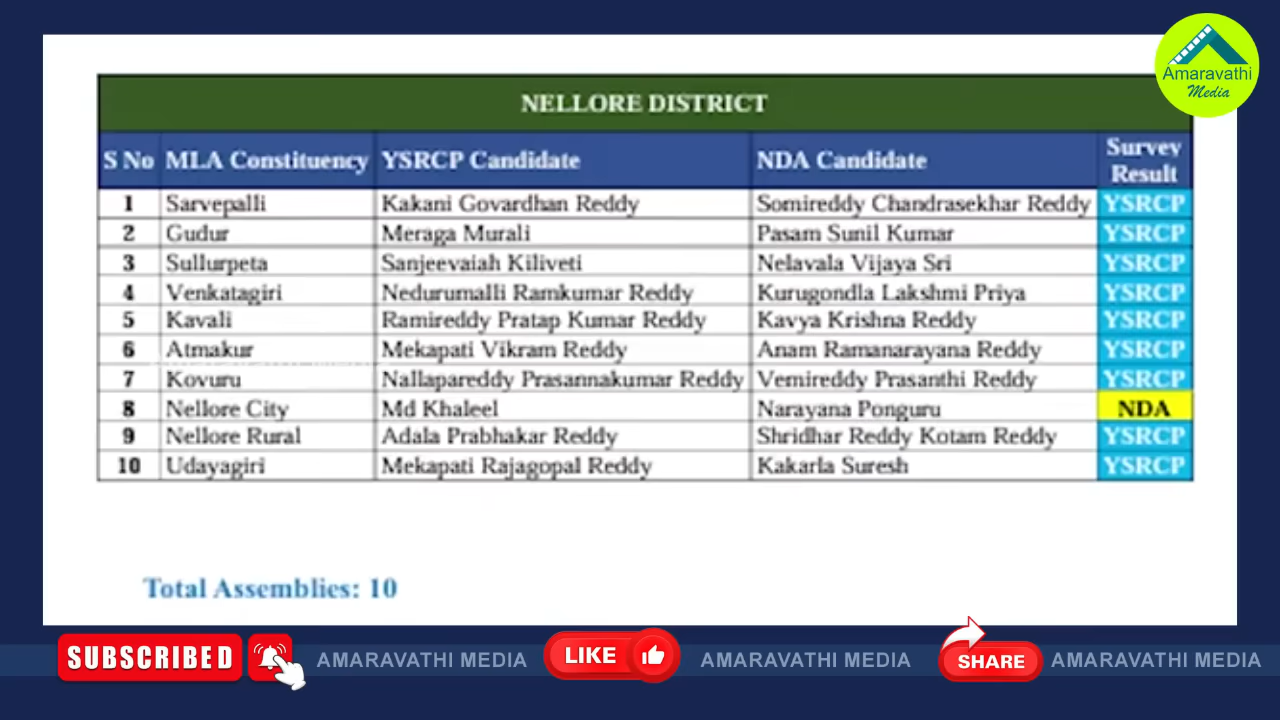 Amaravathi
Media
NELLORE DISTRICT
S No MLA Constituency YSRCP Candidate NDA Candidate Survey Result
1 Sarvepalli Kakani Govardhan Reddy Somireddy Chandrasekhar Reddy YSRCP
2 Gudur Meraga Murali Pasam Sunil Kumar YSRCP
3 Sullurpeta Sanjeevaiah Kiliveti Nelavala Vijaya Sri YSRCP
4 Venkatagiri Nedurumalli Ramkumar Reddy Kurugondla Lakshmi Priya YSRCP
5 Kavali Ramireddy Pratap Kumar Reddy Kavya Krishna Reddy YSRCP
6 Atmakur Mekapati Vikram Reddy Anam Ramanarayana Reddy YSRCP
7 Kovuru Nallapareddy Prasannakumar Reddy Vemireddy Prasanthi Reddy YSRCP
8 Nellore City Md Khaleel Narayana Ponguru NDA
9 Nellore Rural Adala Prabhakar Reddy Shridhar Reddy Kotam Reddy YSRCP
10 Udayagiri Mekapati Rajagopal Reddy Kakarla Suresh YSRCP
Total Assemblies: 10
SUBSCRIBED AMARAVATHI MEDIA LIKE AMARAVATHI MEDIA SHARE AMARAVATHI MEDIA